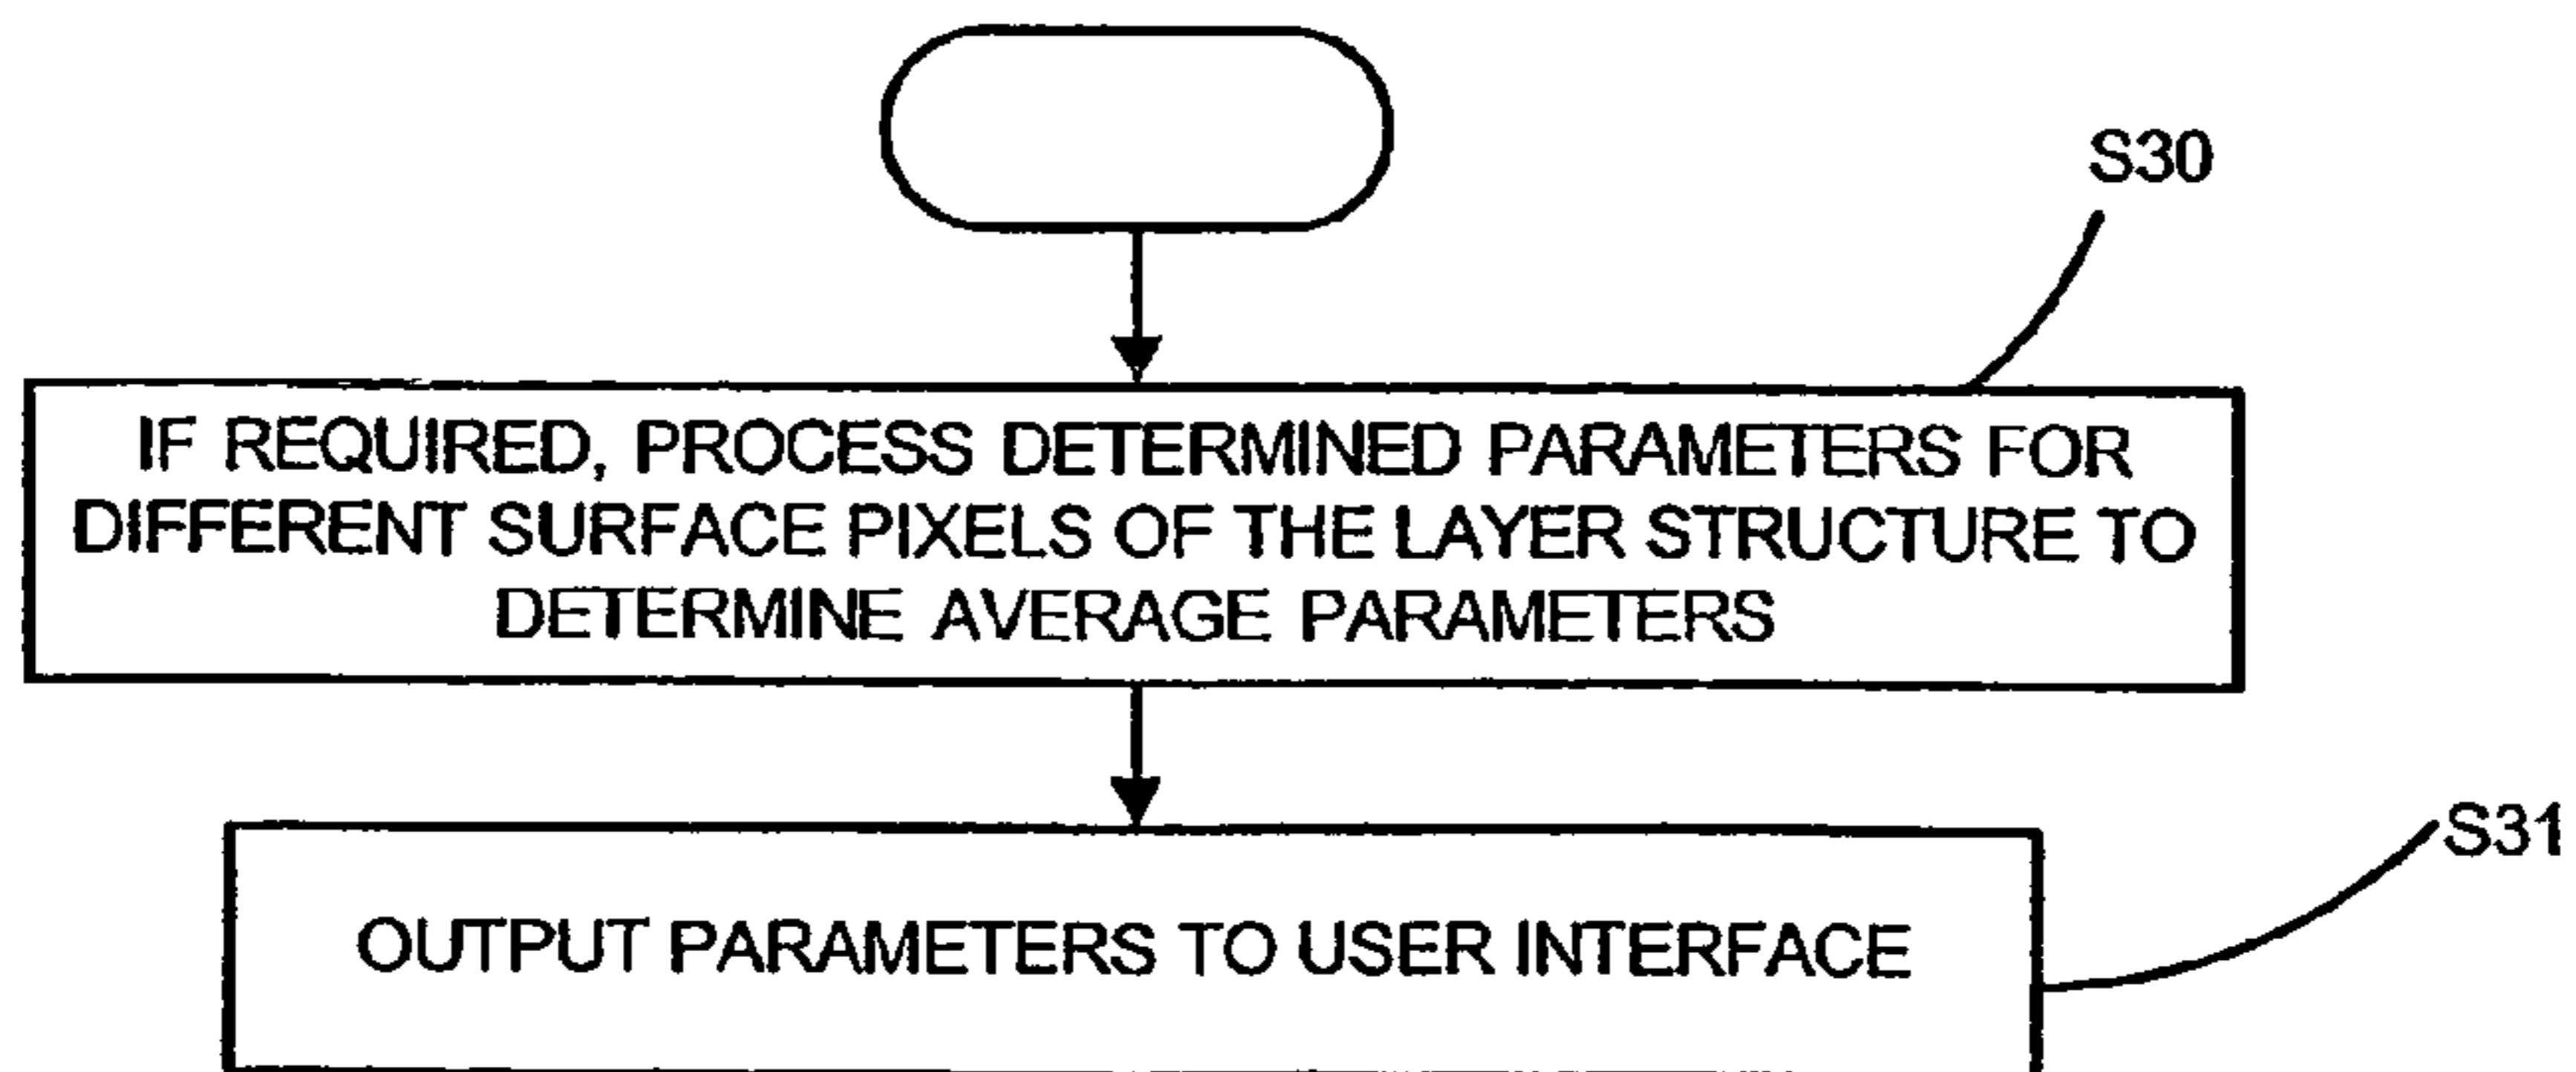 S30
IF REQUIRED, PROCESS DETERMINED PARAMETERS FOR
DIFFERENT SURFACE PIXELS OF THE LAYER STRUCTURE TO
DETERMINE AVERAGE PARAMETERS
S31
OUTPUT PARAMETERS TO USER INTERFACE